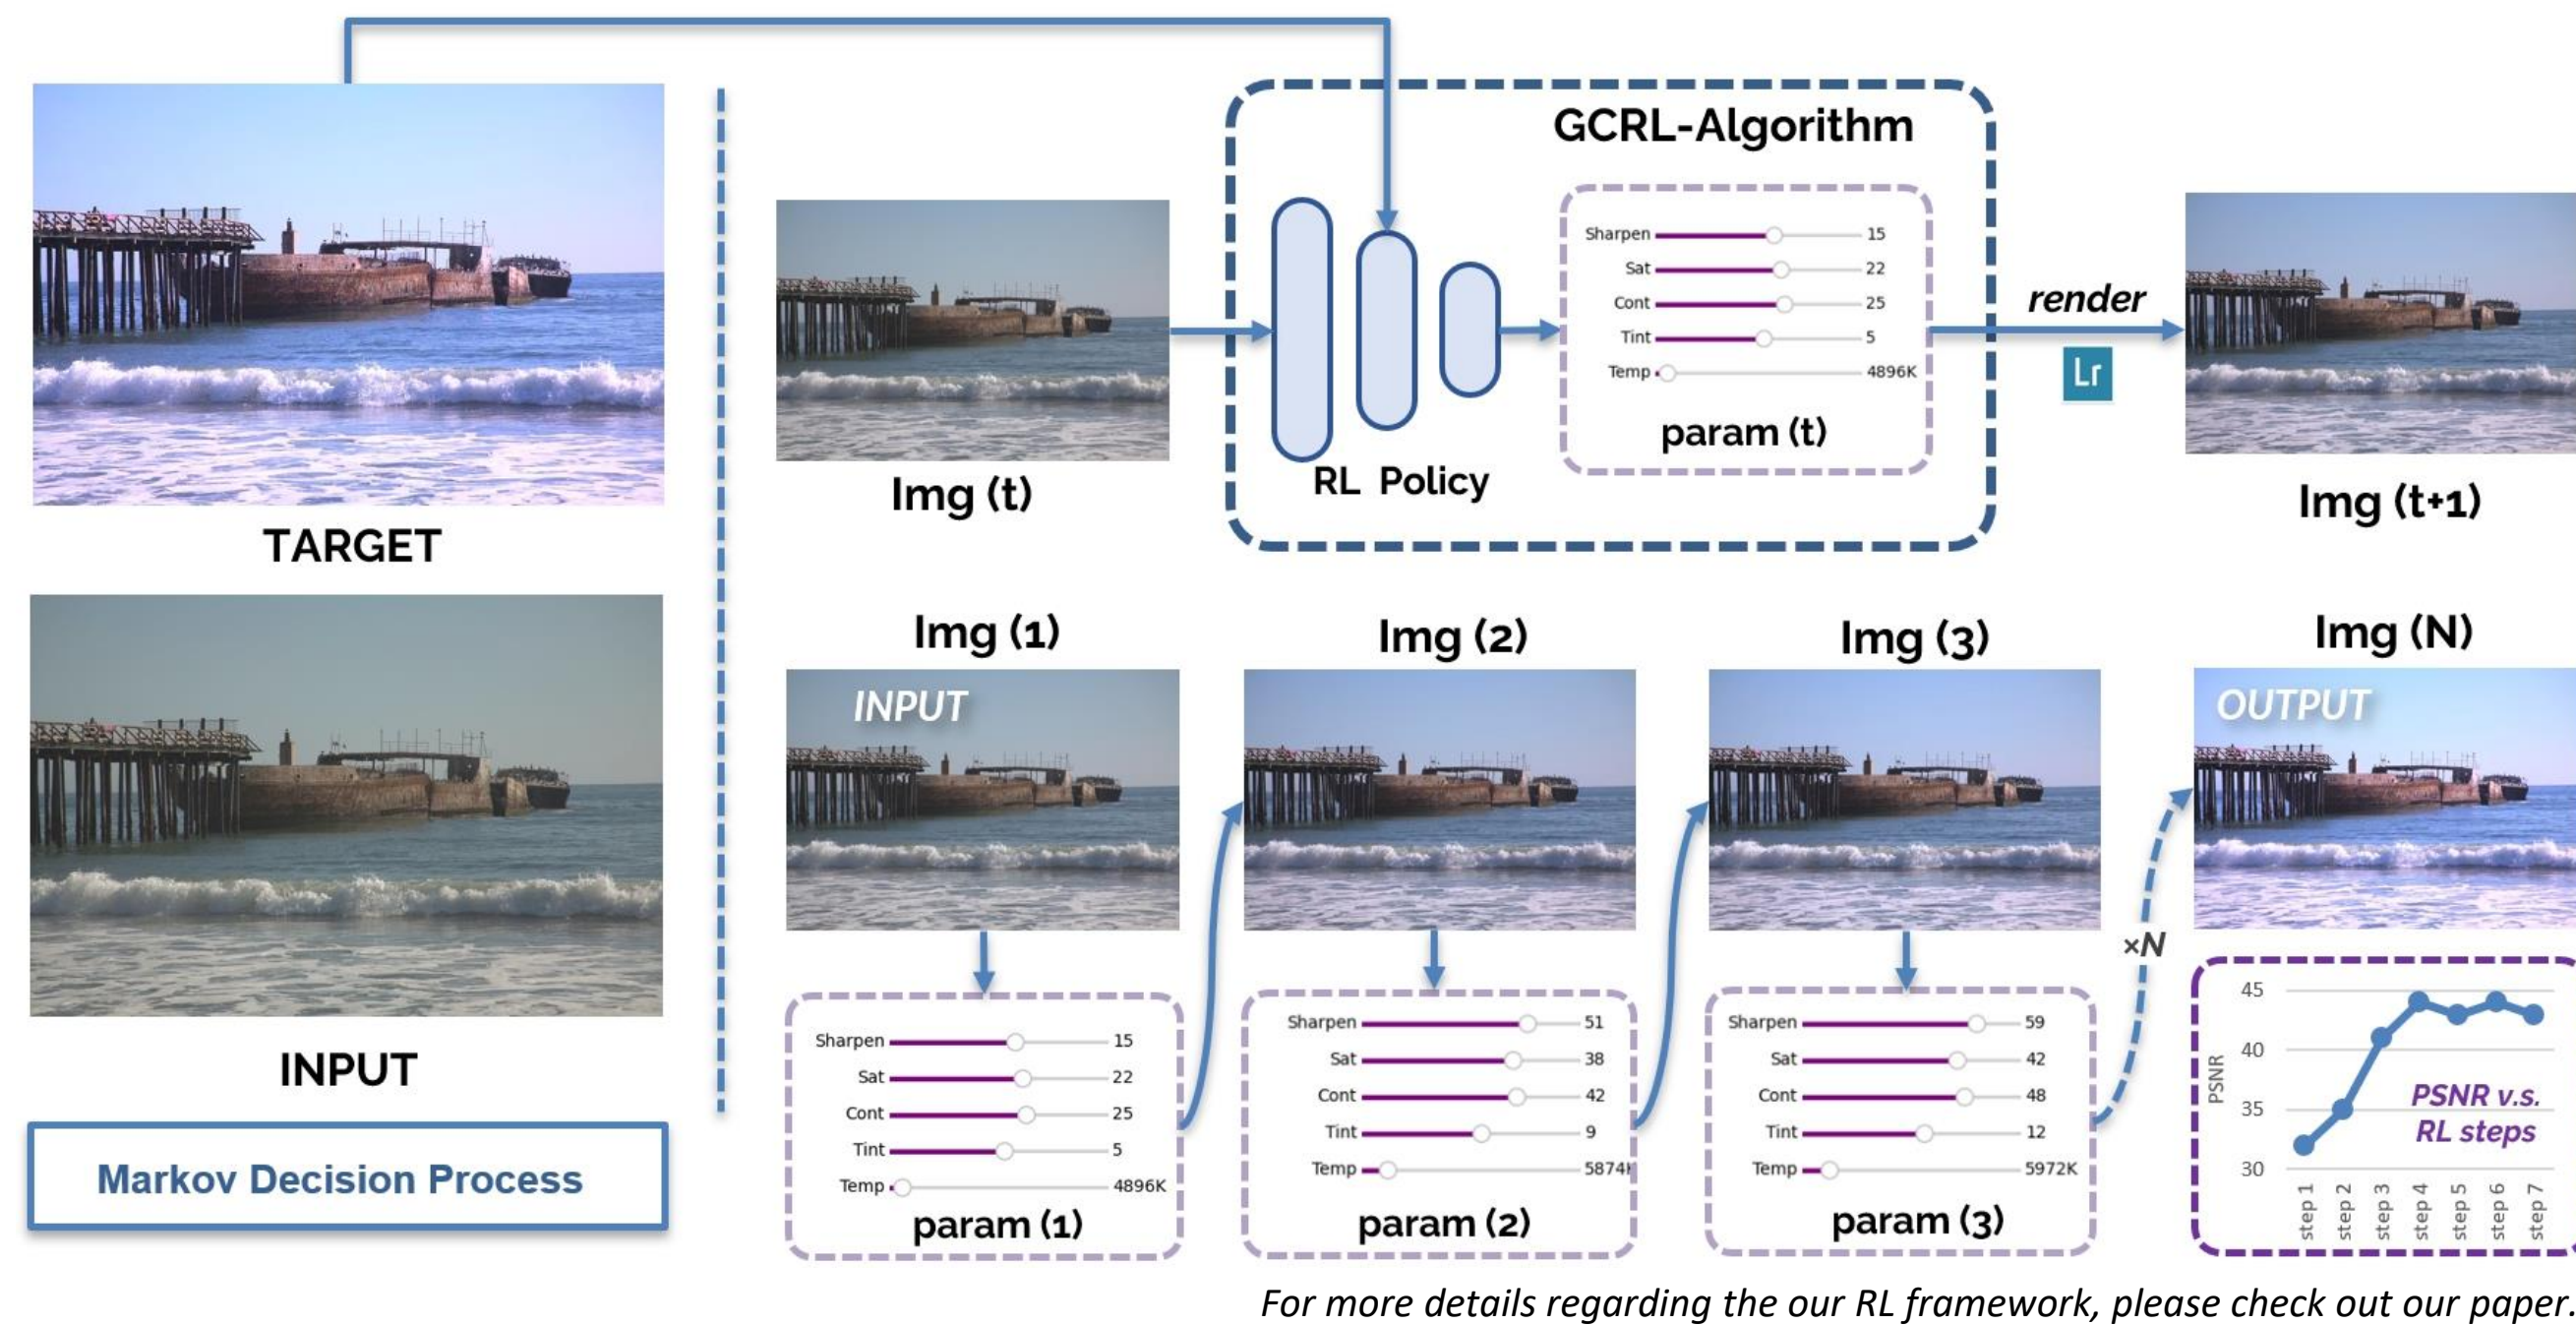 TARGET
INPUT
Markov Decision Process
GCRL-Algorithm
Img (t)
RL Policy
Sharpen 15
Sat 22
Cont 25
Tint 5
Temp 4896K
param (t)
render
Lr
Img (t+1)
Img (1)
INPUT
Sharpen 15
Sat 22
Cont 25
Tint 5
Temp 4896K
param (1)
Img (2)
Sharpen 51
Sat 38
Cont 42
Tint 9
Temp 5874K
param (2)
Img (3)
Sharpen 59
Sat 42
Cont 48
Tint 12
Temp 5972K
param (3)
×N
Img (N)
OUTPUT
45
40
35
30
PSNR
PSNR v.s.
RL steps
step 1
step 2
step 3
step 4
step 5
step 6
step 7
For more details regarding the our RL framework, please check out our paper.